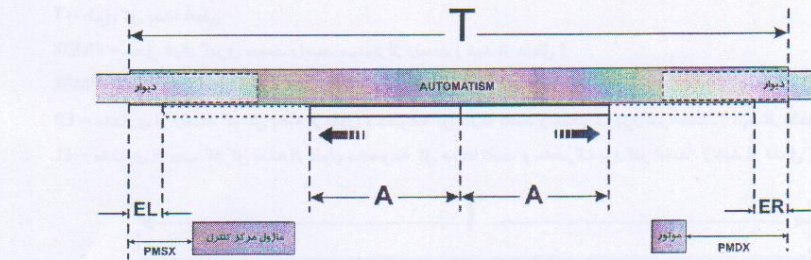 T
دیوار
AUTOMATISM
دیوار
A
A
EL
ER
PMSX
ماژول مرکز کنترل
موتور
PMDX